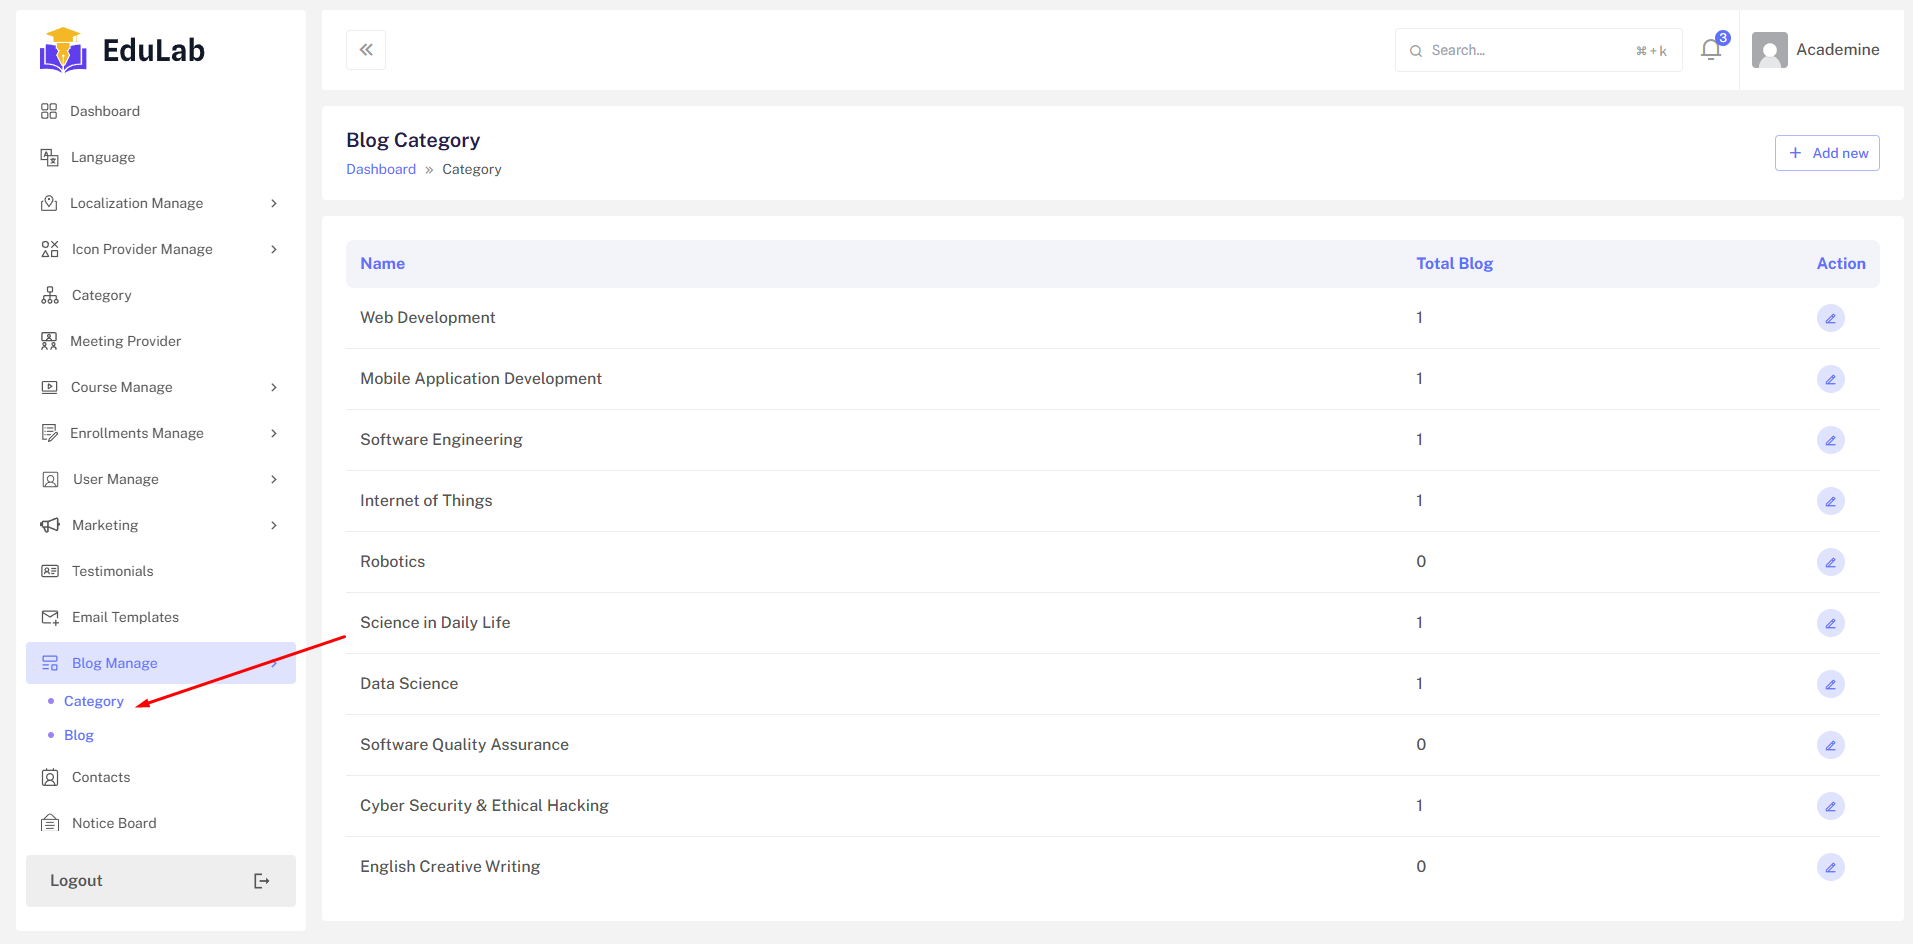 EduLab
Dashboard
Language
Localization Manage
Icon Provider Manage
Category
Meeting Provider
Course Manage
Enrollments Manage
User Manage
Marketing
Testimonials
Email Templates
Blog Manage
Category
Blog
Contacts
Notice Board
Logout
Search... ⌘+k
3
Academine
Blog Category
Dashboard » Category
+ Add new
Name Total Blog Action
Web Development 1
Mobile Application Development 1
Software Engineering 1
Internet of Things 1
Robotics 0
Science in Daily Life 1
Data Science 1
Software Quality Assurance 0
Cyber Security & Ethical Hacking 1
English Creative Writing 0